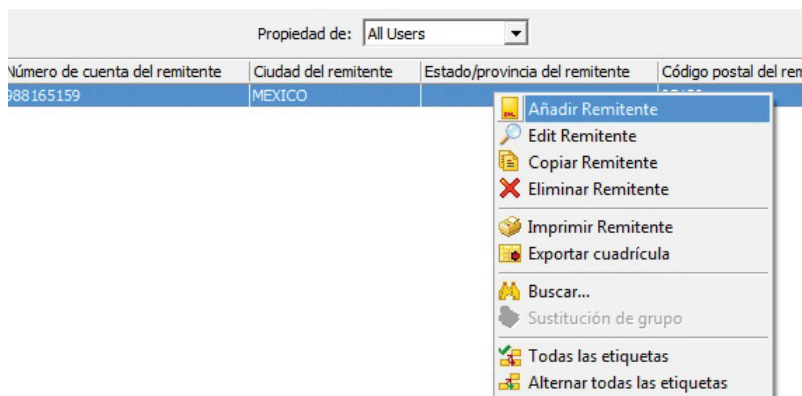 Propiedad de: All Users
Número de cuenta del remitente Ciudad del remitente Estado/provincia del remitente Código postal del rem
988165159 MEXICO
Añadir Remitente
Edit Remitente
Copiar Remitente
Eliminar Remitente
Imprimir Remitente
Exportar cuadrícula
Buscar...
Sustitución de grupo
Todas las etiquetas
Alternar todas las etiquetas